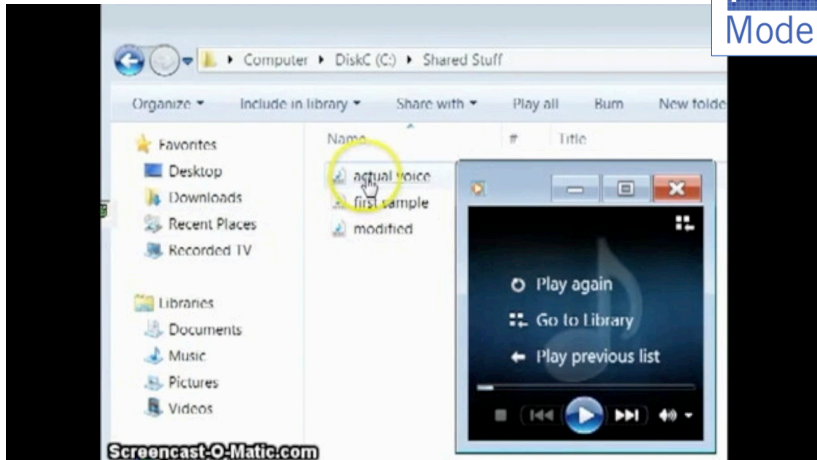 Mode
Computer DiskC (C:) Shared Stuff
Organize Include in library Share with Play all Burn New folde
Name # Title
Favorites
Desktop
Downloads
Recent Places
Recorded TV
Libraries
Documents
Music
Pictures
Videos
actual voice
first sample
modified
Play again
Go to Library
Play previous list
Screencast-O-Matic.com